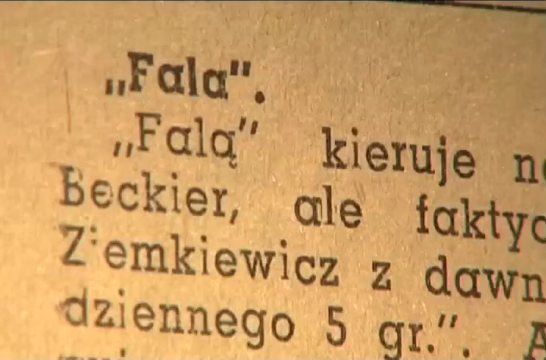 „Fala".
„Falą" kieruje n
Beckier, ale faktyc
Ziemkiewicz z dawn
dziennego 5 gr.". A